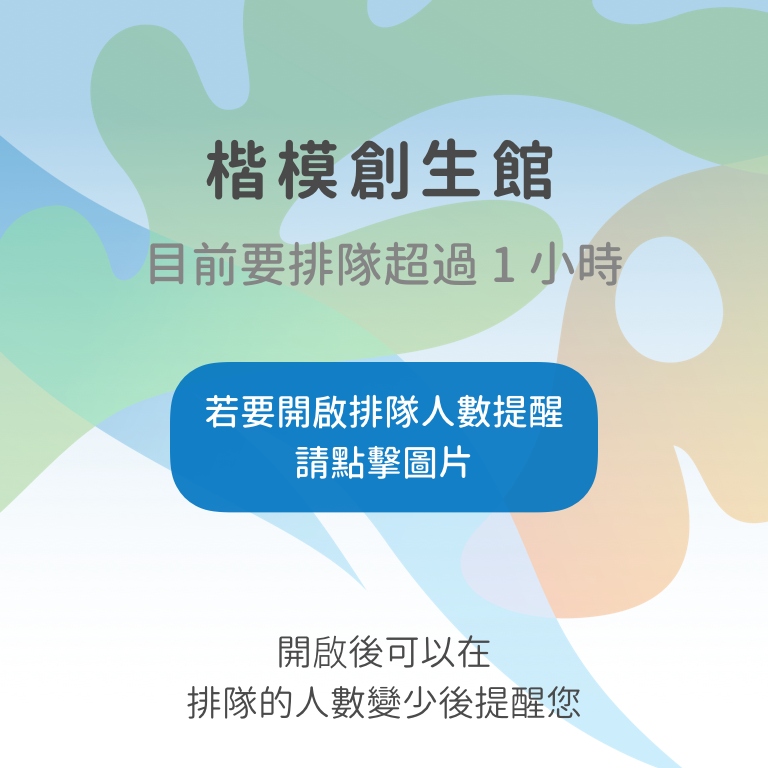 楷模創生館
目前要排隊超過 1 小時
若要開啟排隊人數提醒
請點擊圖片
開啟後可以在
排隊的人數變少後提醒您